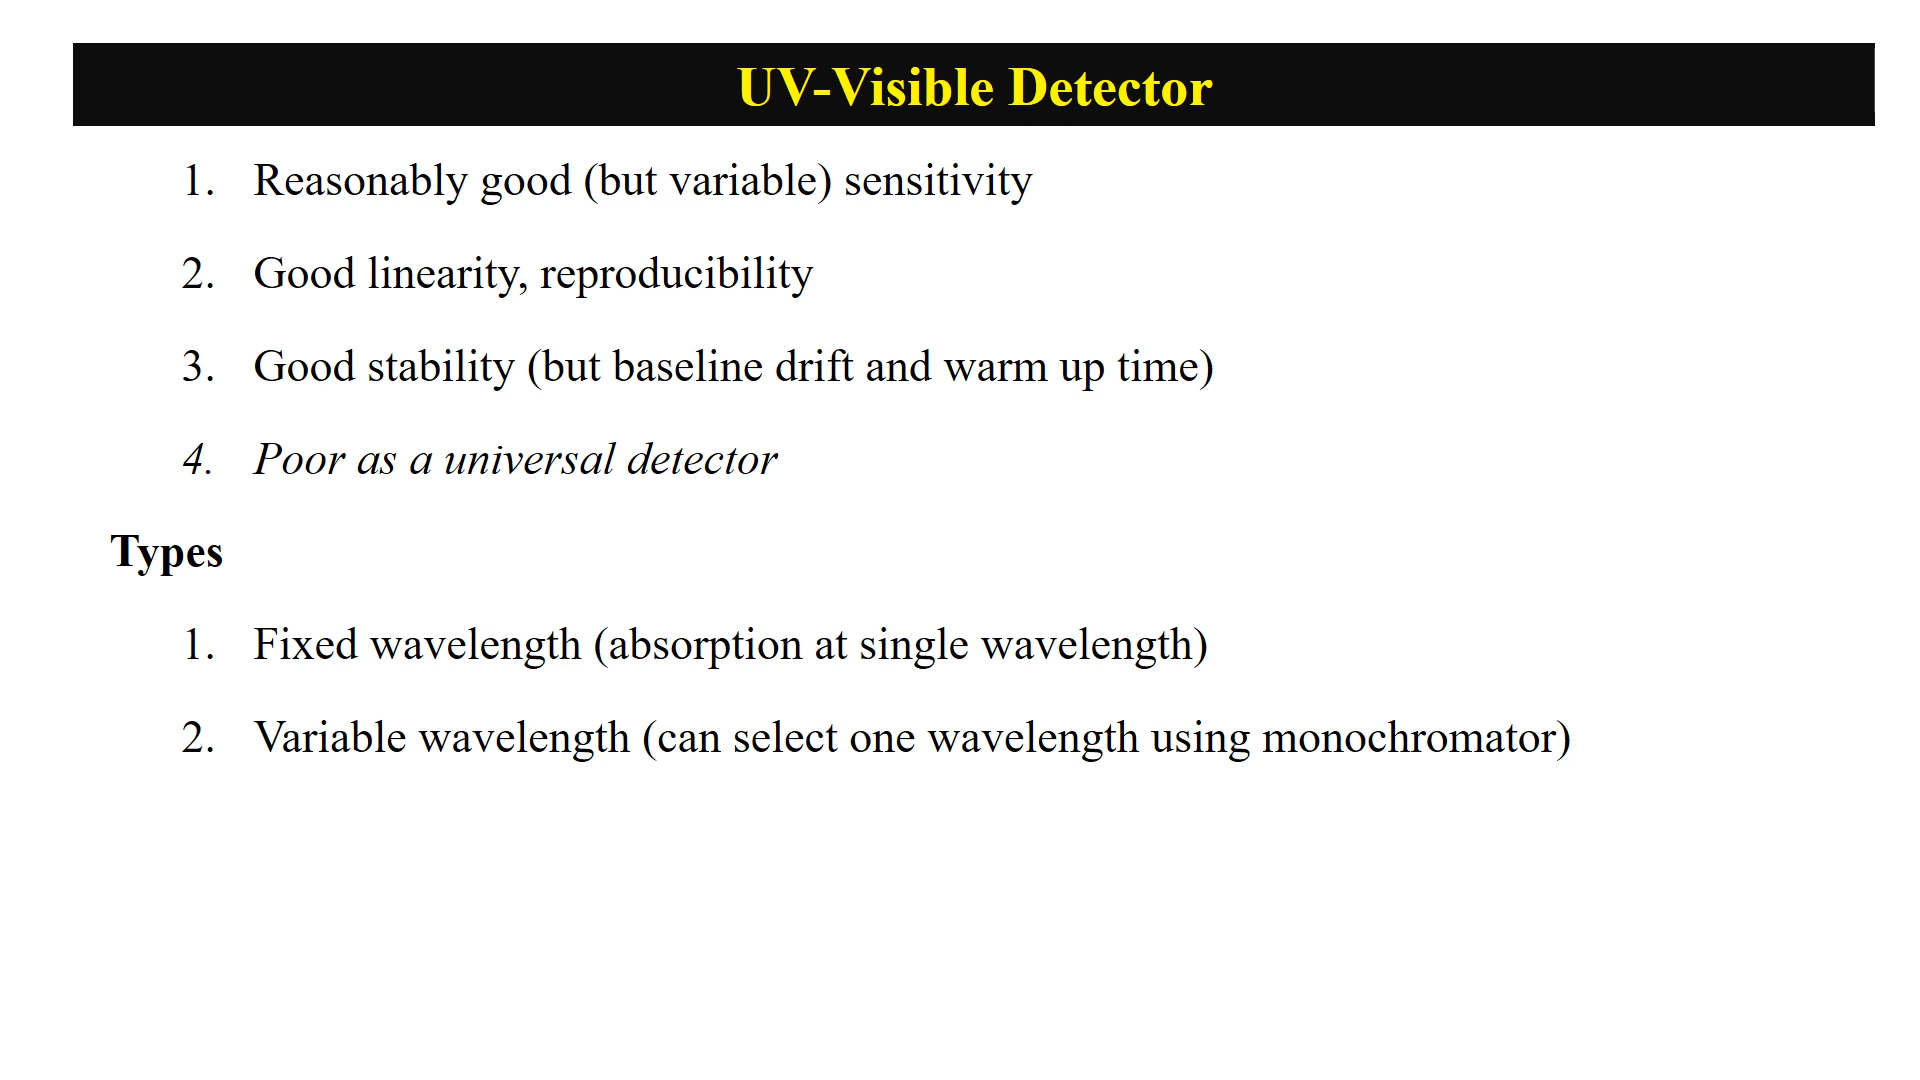 UV-Visible Detector
1. Reasonably good (but variable) sensitivity
2. Good linearity, reproducibility
3. Good stability (but baseline drift and warm up time)
4. Poor as a universal detector
Types
1. Fixed wavelength (absorption at single wavelength)
2. Variable wavelength (can select one wavelength using monochromator)